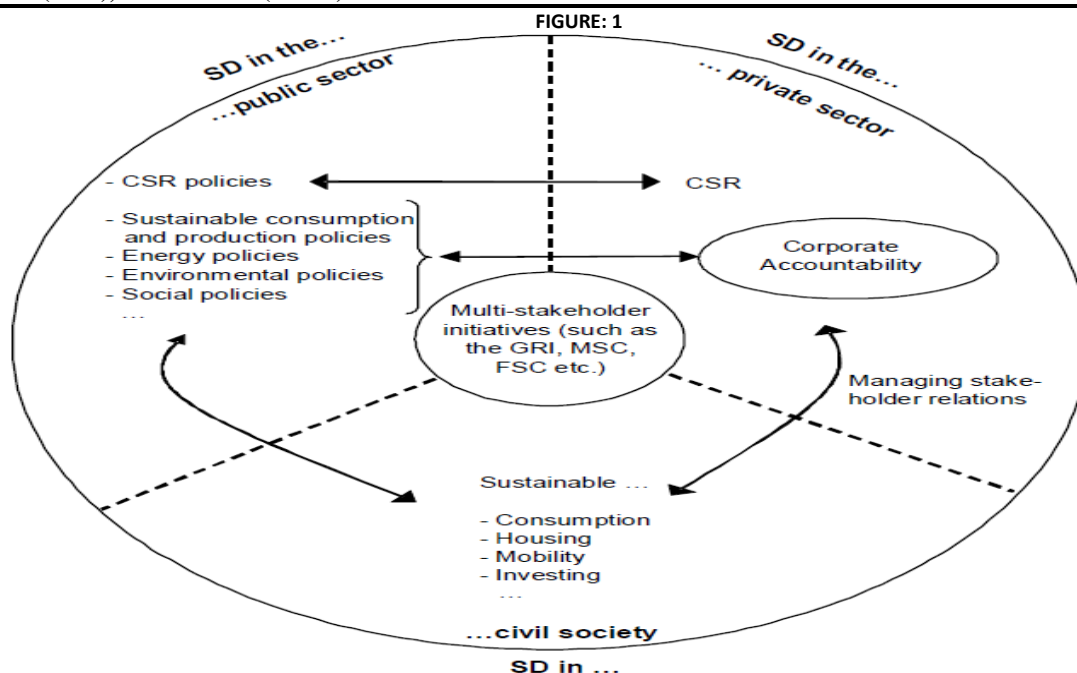 FIGURE: 1
SD in the...
...public sector
SD in the...
... private sector
- CSR policies
CSR
- Sustainable consumption
and production policies
- Energy policies
- Environmental policies
- Social policies
...
Corporate
Accountability
Multi-stakeholder
initiatives (such as
the GRI, MSC,
FSC etc.)
Managing stake-
holder relations
Sustainable ...
- Consumption
- Housing
- Mobility
- Investing
...
...civil society
SD in ...